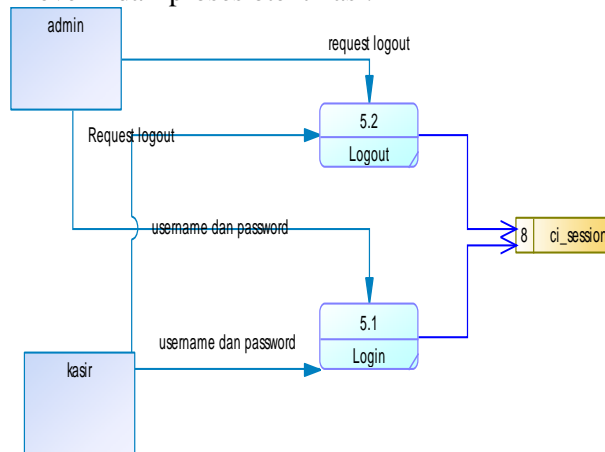 admin
request logout
5.2
Logout
Request logout
username dan password
8 ci_session
5.1
Login
username dan password
kasir